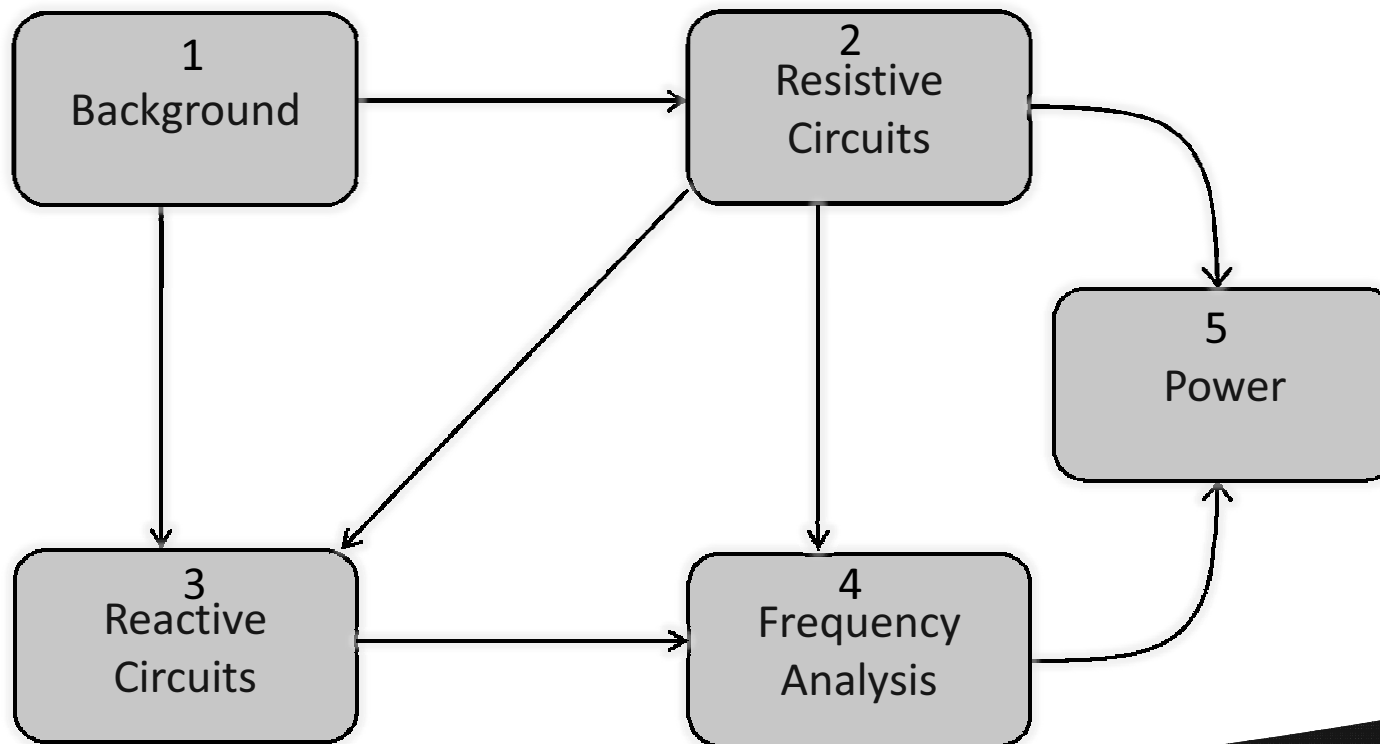 1
Background
2
Resistive
Circuits
5
Power
3
Reactive
Circuits
4
Frequency
Analysis